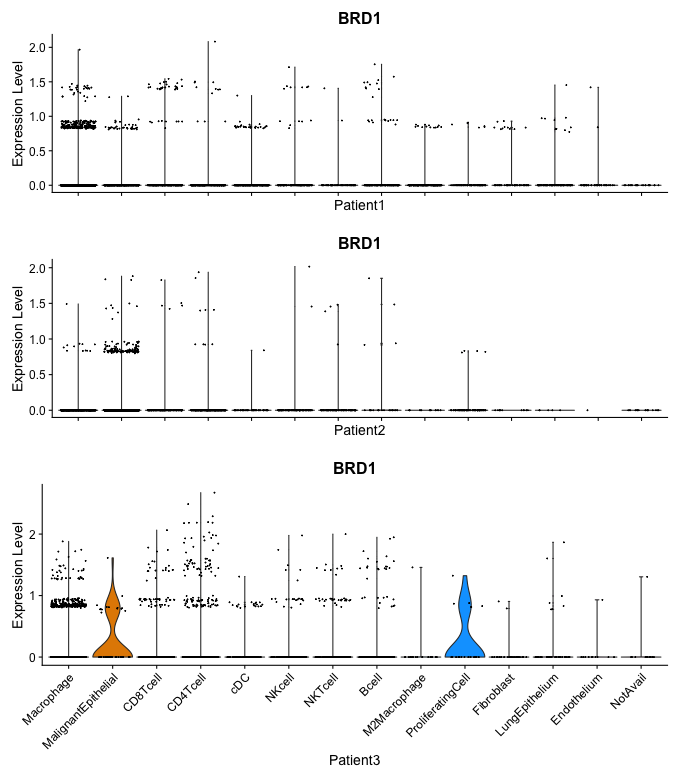 BRD1
Expression Level
2.0
1.5
1.0
0.5
0.0
Patient1
BRD1
Expression Level
2.0
1.5
1.0
0.5
0.0
Patient2
BRD1
Expression Level
2
1
0
Macrophage
MalignantEpithelial
CD8Tcell
CD4Tcell
cDC
NKcell
NKTcell
Bcell
M2Macrophage
ProliferatingCell
Fibroblast
LungEpithelium
Endothelium
NotAvail
Patient3